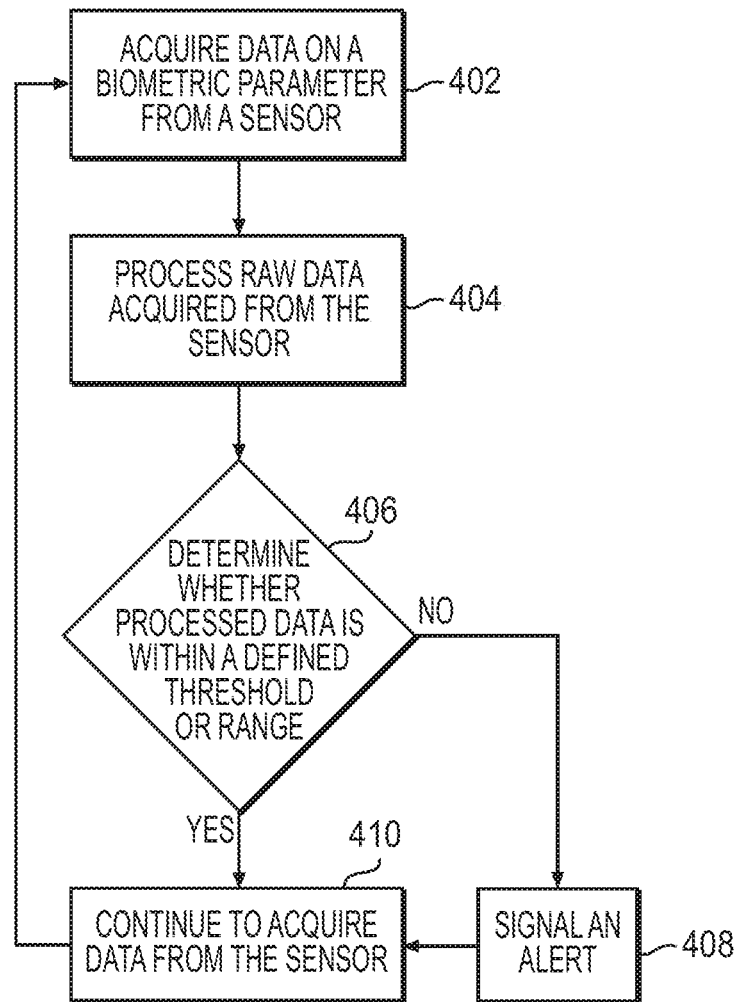 ACQUIRE DATA ON A
BIOMETRIC PARAMETER
FROM A SENSOR
402
PROCESS RAW DATA
ACQUIRED FROM THE
SENSOR
404
406
DETERMINE
WHETHER
PROCESSED DATA IS
WITHIN A DEFINED
THRESHOLD
OR RANGE
NO
YES
410
CONTINUE TO ACQUIRE
DATA FROM THE SENSOR
SIGNAL AN
ALERT
408